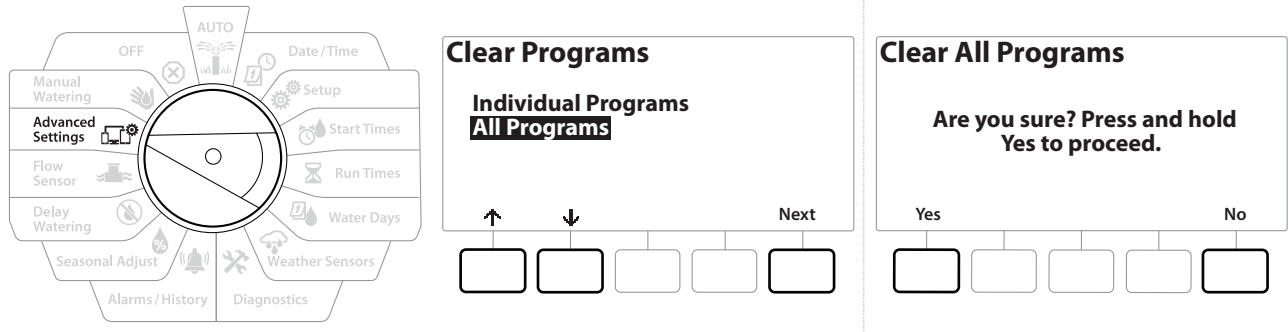 AUTO
OFF
Date/Time
Manual
Watering
Setup
Advanced
Settings
Start Times
Flow
Sensor
Run Times
Delay
Watering
Water Days
Seasonal Adjust
Weather Sensors
Alarms/History
Diagnostics
Clear Programs
Individual Programs
All Programs
Next
Clear All Programs
Are you sure? Press and hold
Yes to proceed.
Yes
No